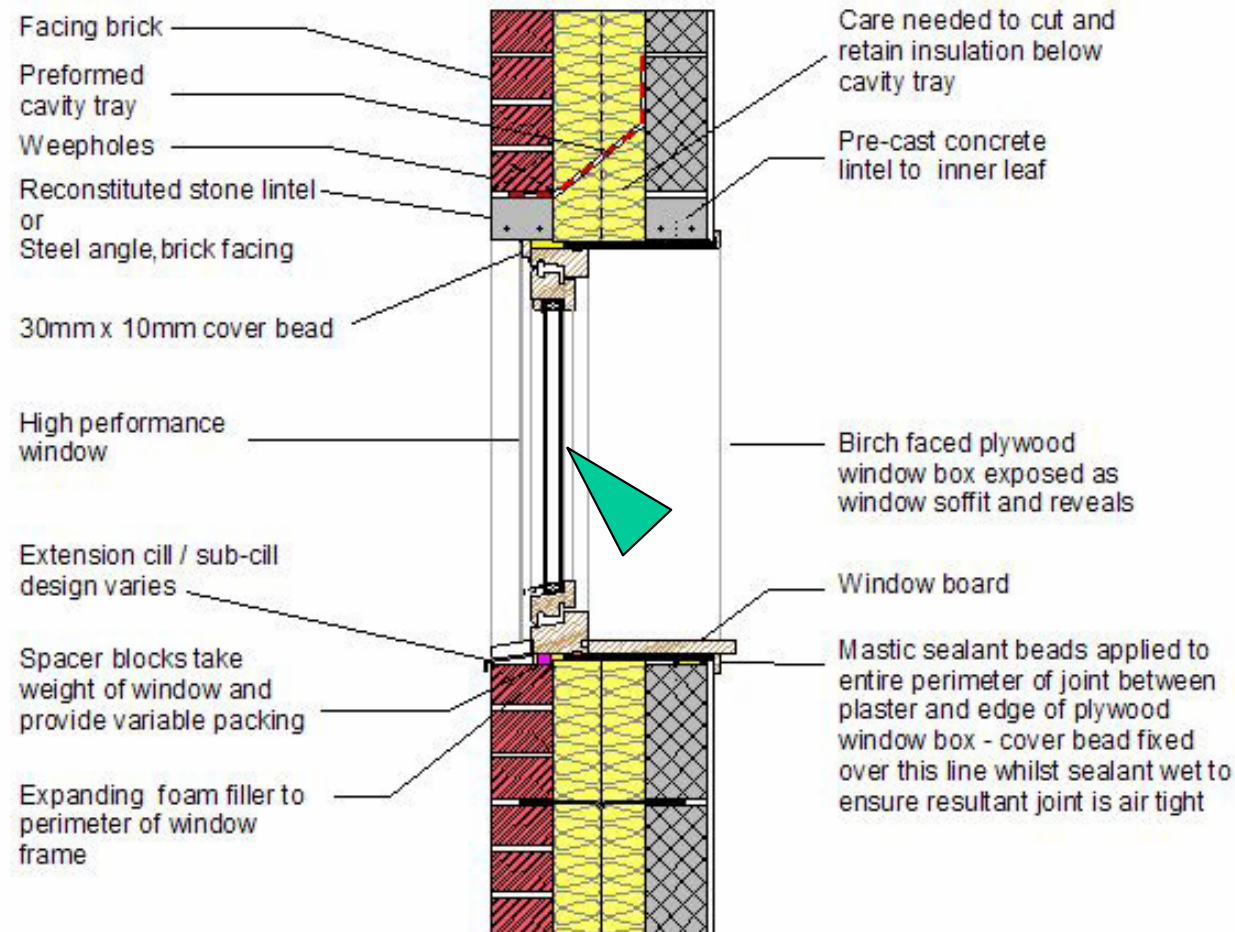 Facing brick
Preformed
cavity tray
Weepholes
Reconstituted stone lintel
or
Steel angle, brick facing
30mm x 10mm cover bead
High performance
window
Extension cill / sub-cill
design varies
Spacer blocks take
weight of window and
provide variable packing
Expanding foam filler to
perimeter of window
frame
Care needed to cut and
retain insulation below
cavity tray
Pre-cast concrete
lintel to inner leaf
Birch faced plywood
window box exposed as
window soffit and reveals
Window board
Mastic sealant beads applied to
entire perimeter of joint between
plaster and edge of plywood
window box - cover bead fixed
over this line whilst sealant wet to
ensure resultant joint is air tight